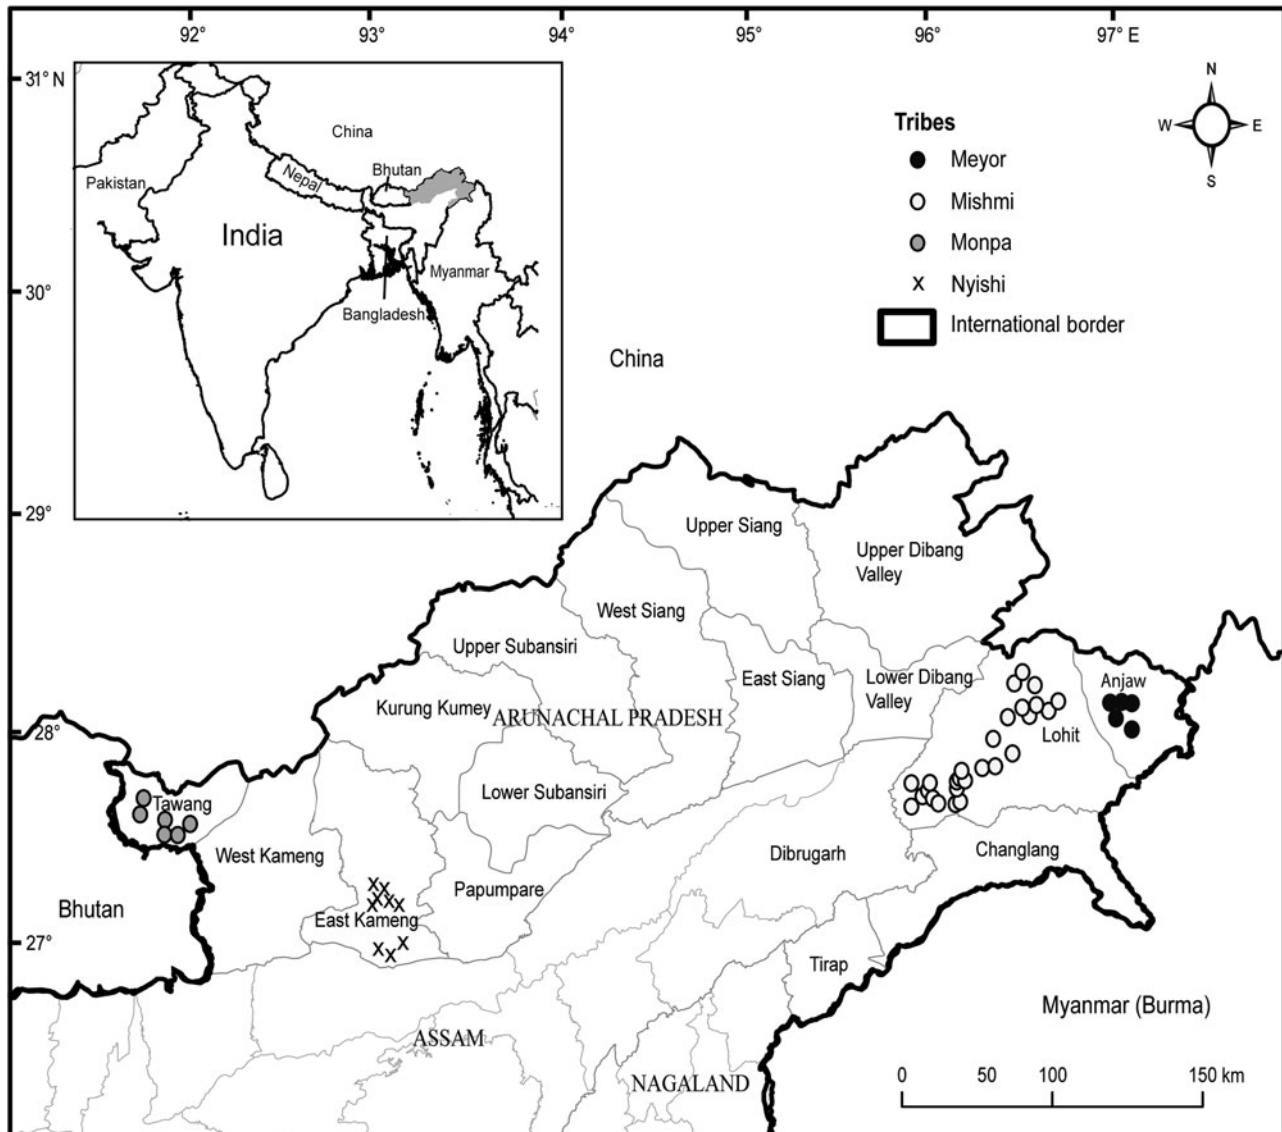 92° 93° 94° 95° 96° 97° E
31° N
30°
29°
28°
27°
China
Pakistan
Nepal
Bhutan
India
Myanmar
Bangladesh
Tribes
Meyor
Mishmi
Monpa
x Nyishi
International border
N
W E
S
China
Upper Siang
Upper Dibang
Valley
West Siang
Upper Subansiri
East Siang
Lower Dibang
Valley
Anjaw
Kurung Kumey
ARUNACHAL PRADESH
Lohit
Tawang
Lower Subansiri
West Kameng
Dibrugarh
Changlang
Papumpare
Bhutan
East Kameng
Tirap
Myanmar (Burma)
ASSAM
NAGALAND
0 50 100 150 km